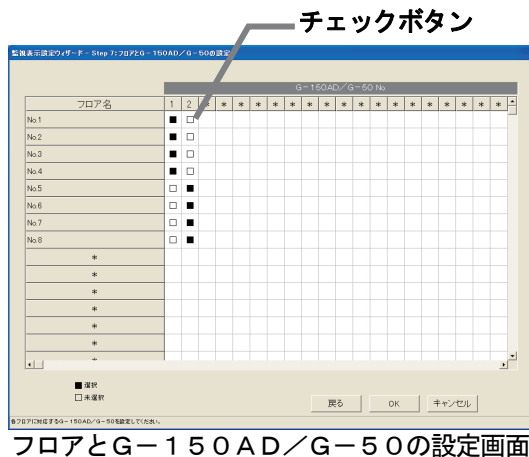 チェックボタン
監視表示設定ウィザード - Step 7:フロアとG-150AD/G-50の設定
G-150AD/G-50 No
フロア名 1 2 * * * * * * * * * * * * * * * * * *
No.1 ■ □
No.2 ■ □
No.3 ■ □
No.4 ■ □
No.5 □ ■
No.6 □ ■
No.7 □ ■
No.8 □ ■
*
*
*
*
*
*
*
■ 選択
□ 未選択
戻る OK キャンセル
各フロアに対応するG-150AD/G-50を設定してください。
フロアとG-150AD/G-50の設定画面